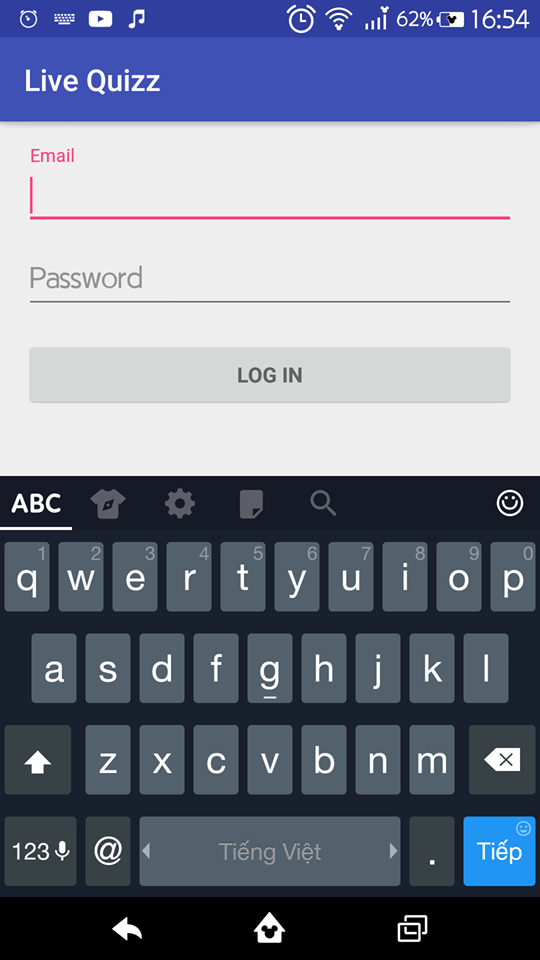 62% 16:54
Live Quizz
Email
Password
LOG IN
ABC
1 2 3 4 5 6 7 8 9 0
q w e r t y u i o p
a s d f g h j k l
z x c v b n m
123 @ Tiếng Việt . Tiếp